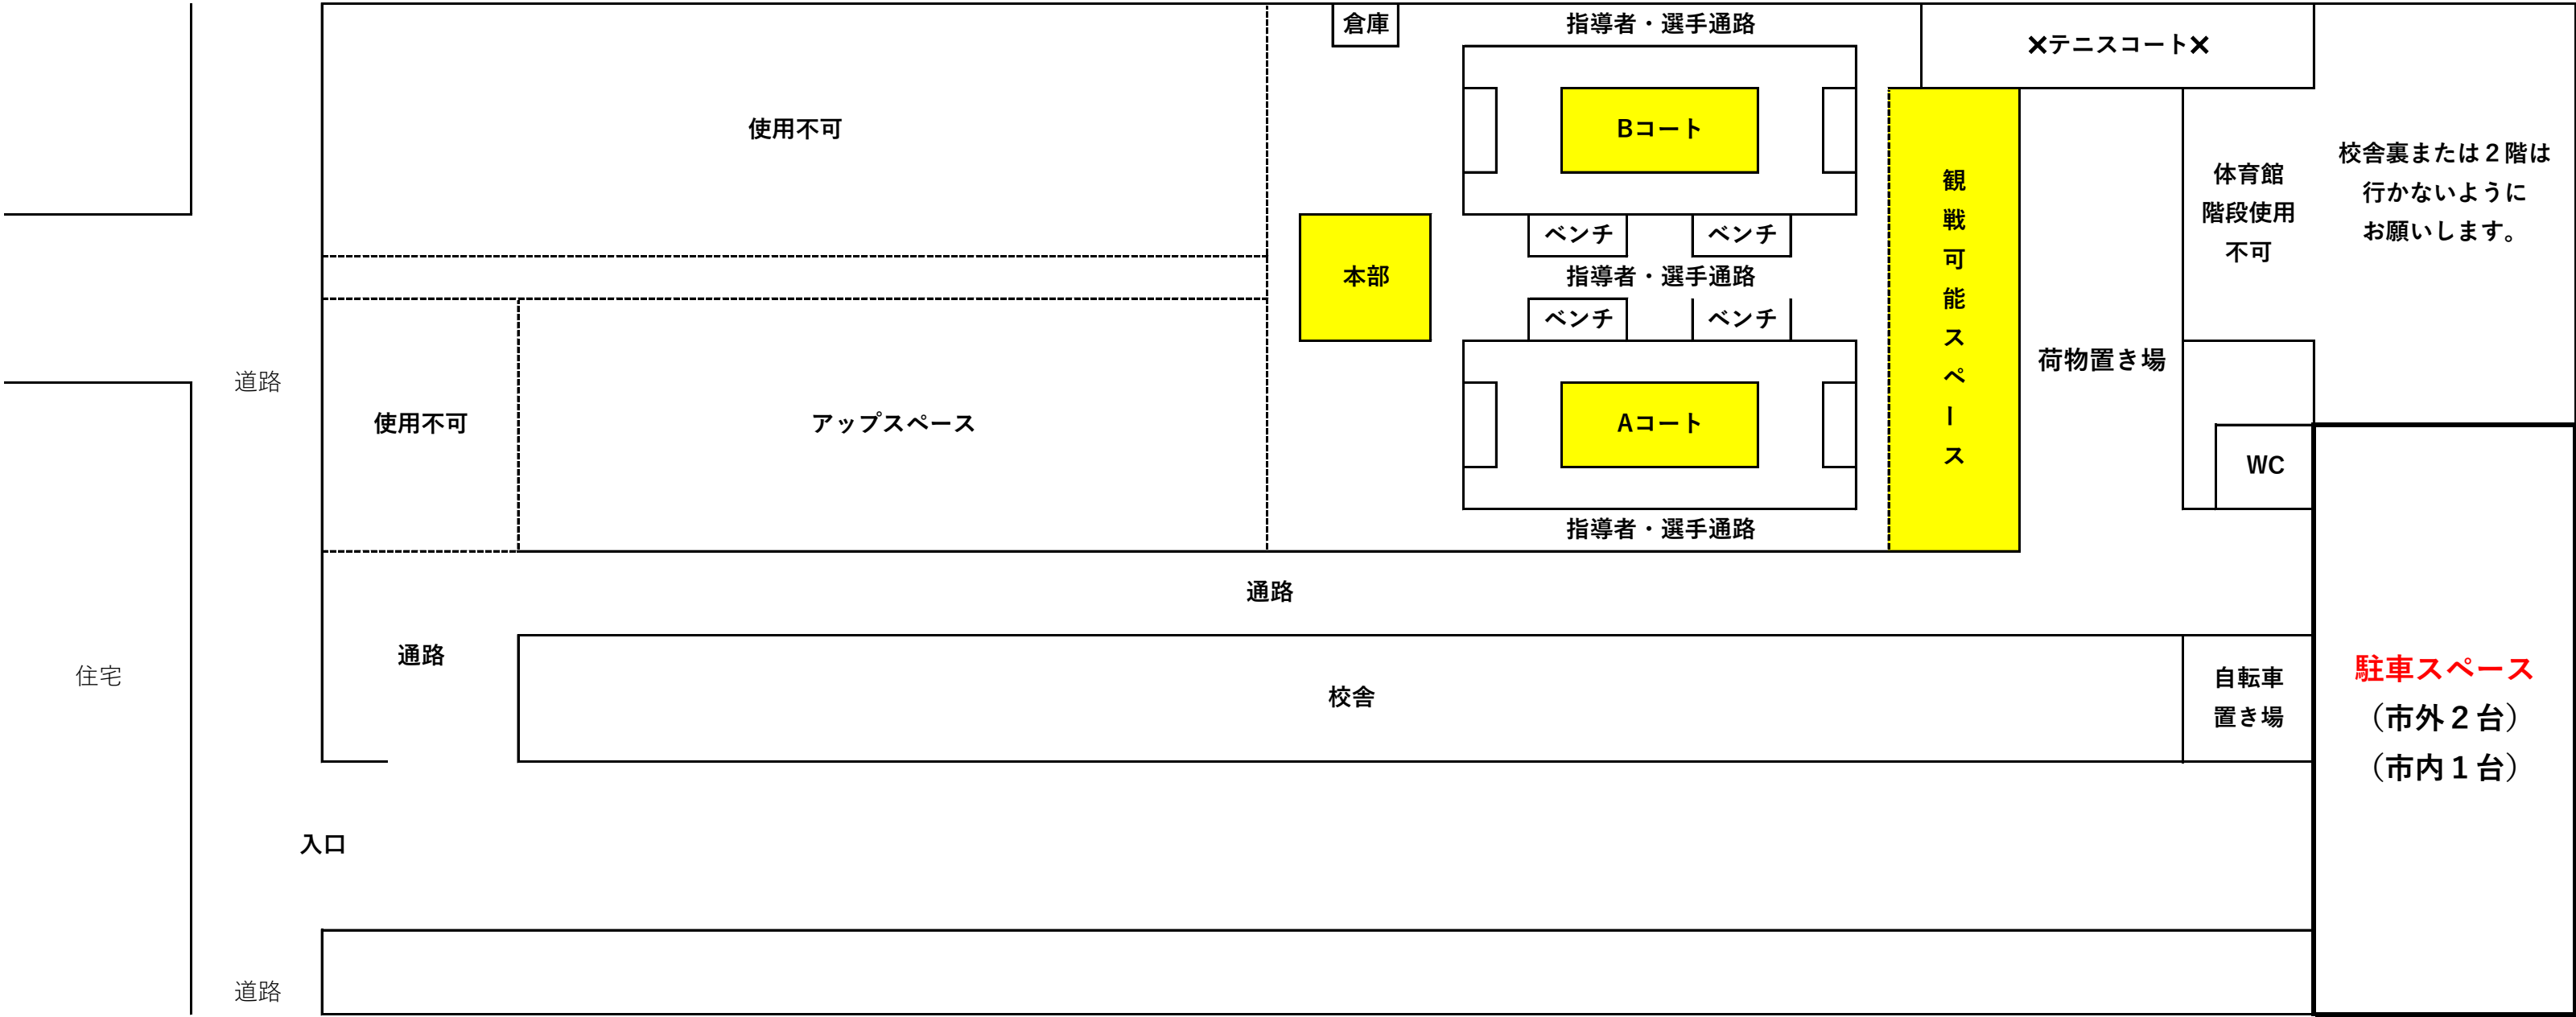 倉庫
指導者・選手通路
✕テニスコート✕
使用不可
Bコート
観戦可能スペース
体育館
階段使用
不可
校舎裏または２階は
行かないように
お願いします。
ベンチ
ベンチ
本部
指導者・選手通路
ベンチ
ベンチ
荷物置き場
道路
使用不可
アップスペース
Aコート
WC
指導者・選手通路
通路
通路
住宅
校舎
自転車
置き場
駐車スペース
（市外２台）
（市内１台）
入口
道路